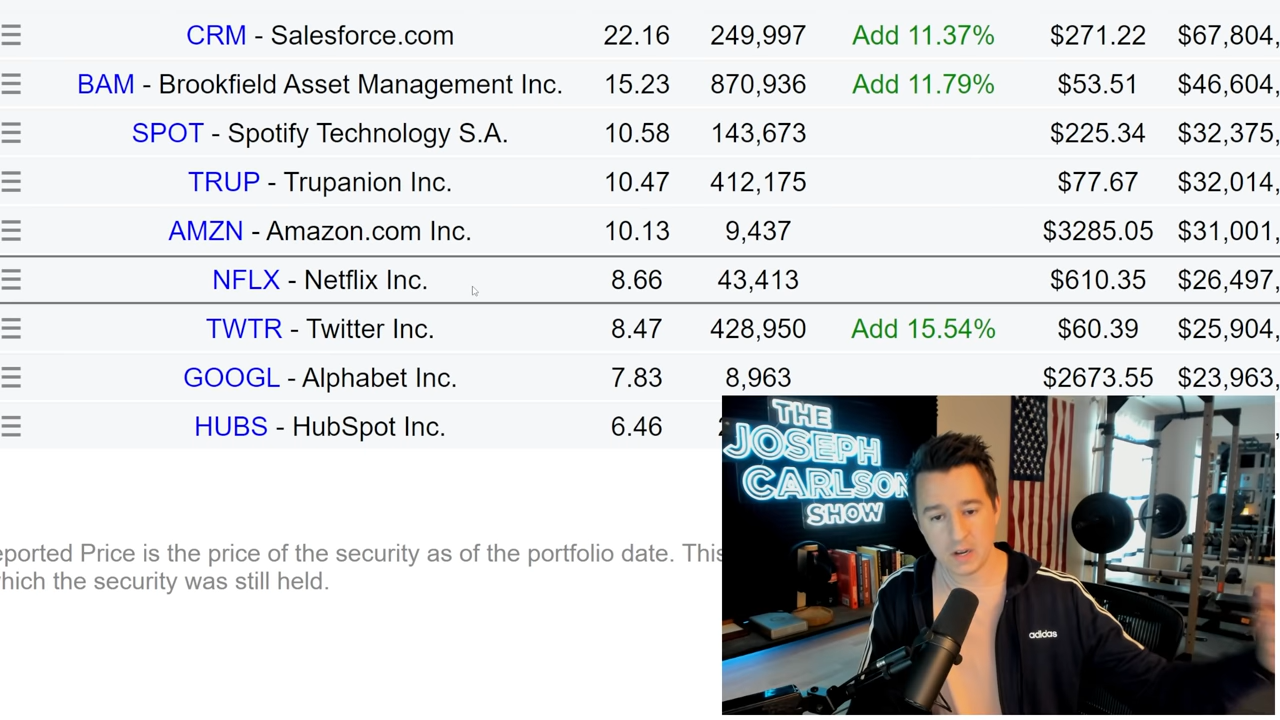 CRM - Salesforce.com 22.16 249,997 Add 11.37% $271.22 $67,804,
BAM - Brookfield Asset Management Inc. 15.23 870,936 Add 11.79% $53.51 $46,604,
SPOT - Spotify Technology S.A. 10.58 143,673 $225.34 $32,375,
TRUP - Trupanion Inc. 10.47 412,175 $77.67 $32,014,
AMZN - Amazon.com Inc. 10.13 9,437 $3285.05 $31,001,
NFLX - Netflix Inc. 8.66 43,413 $610.35 $26,497,
TWTR - Twitter Inc. 8.47 428,950 Add 15.54% $60.39 $25,904,
GOOGL - Alphabet Inc. 7.83 8,963 $2673.55 $23,963,
HUBS - HubSpot Inc. 6.46
eported Price is the price of the security as of the portfolio date. This
hich the security was still held.
THE
JOSEPH
CARLSON
SHOW
adidas